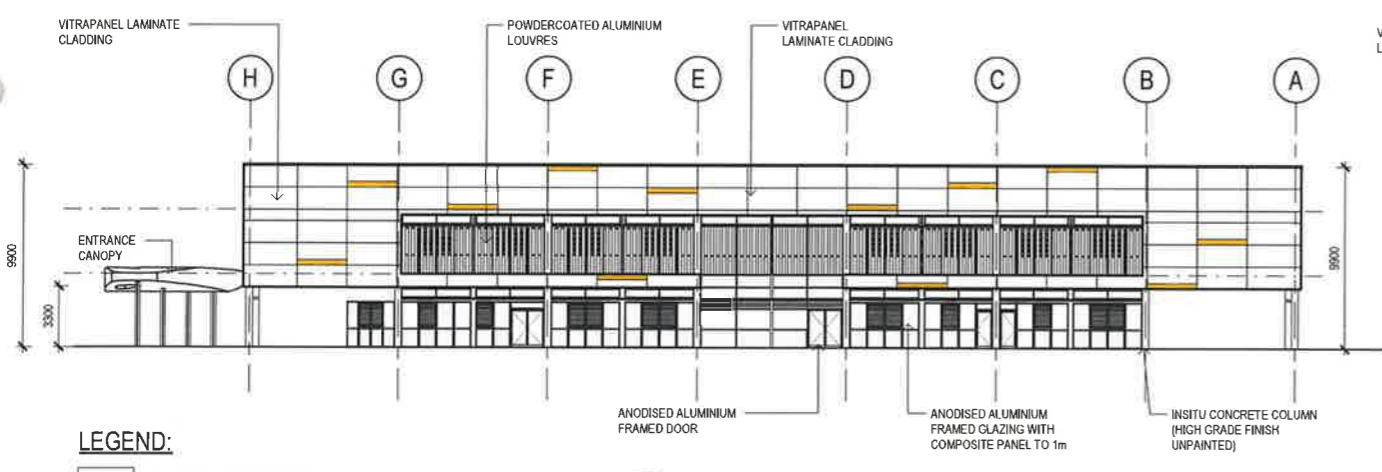 VITRAPANEL LAMINATE
CLADDING
POWDERCOATED ALUMINIUM
LOUVRES
VITRAPANEL
LAMINATE CLADDING
V
L
H
G
F
E
D
C
B
A
9900
3300
9900
ENTRANCE
CANOPY
ANODISED ALUMINIUM
FRAMED DOOR
ANODISED ALUMINIUM
FRAMED GLAZING WITH
COMPOSITE PANEL TO 1m
INSITU CONCRETE COLUMN
(HIGH GRADE FINISH
UNPAINTED)
LEGEND: